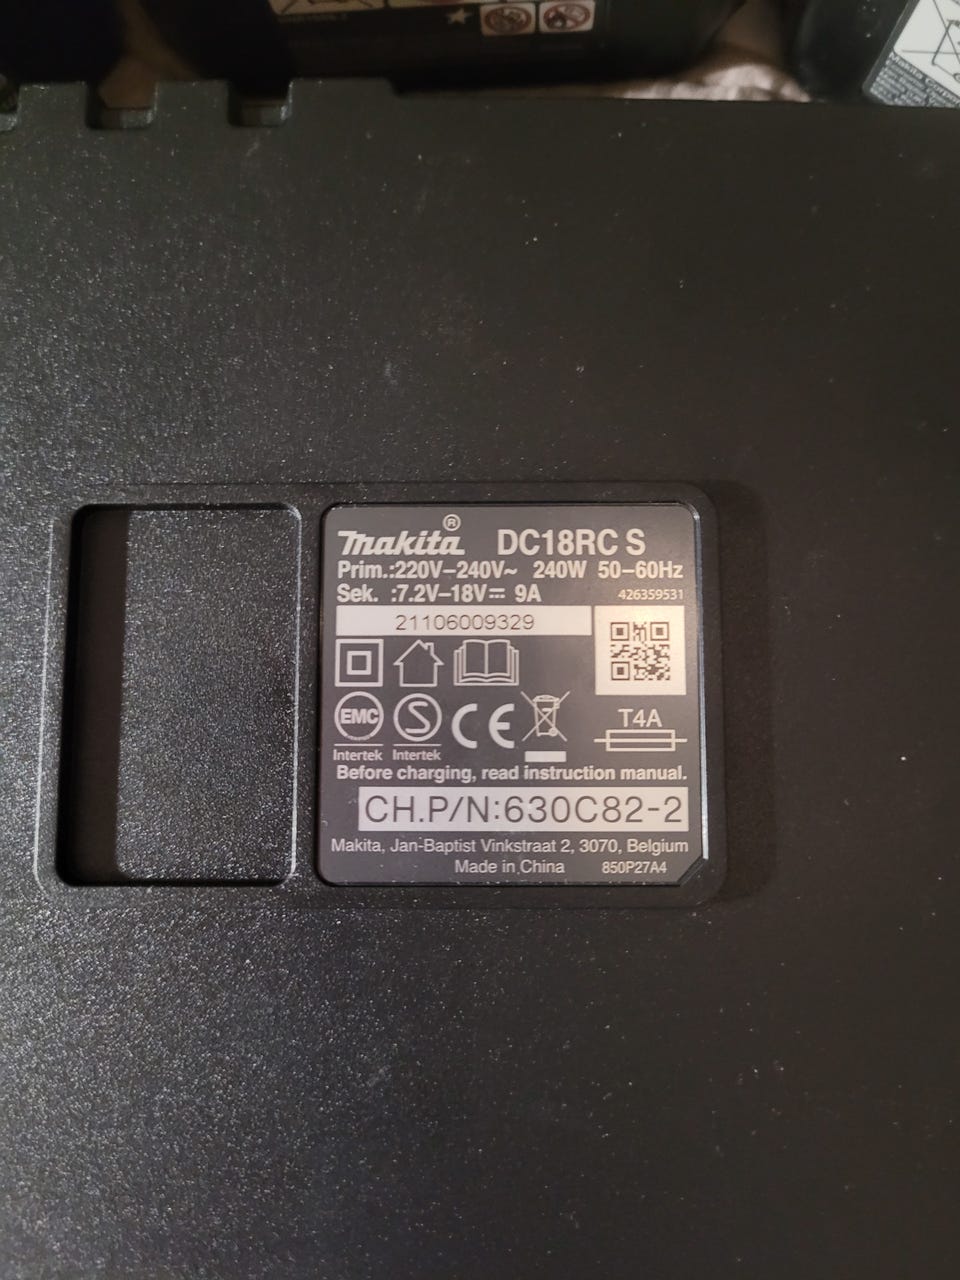 Makita Cor
makita® DC18RC S
Prim.:220V–240V~ 240W 50–60Hz
Sek. :7.2V–18V⎓ 9A 426359531
21106009329
EMC S CE T4A
Intertek Intertek
Before charging, read instruction manual.
CH.P/N:630C82-2
Makita, Jan-Baptist Vinkstraat 2, 3070, Belgium
Made in China 850P27A4